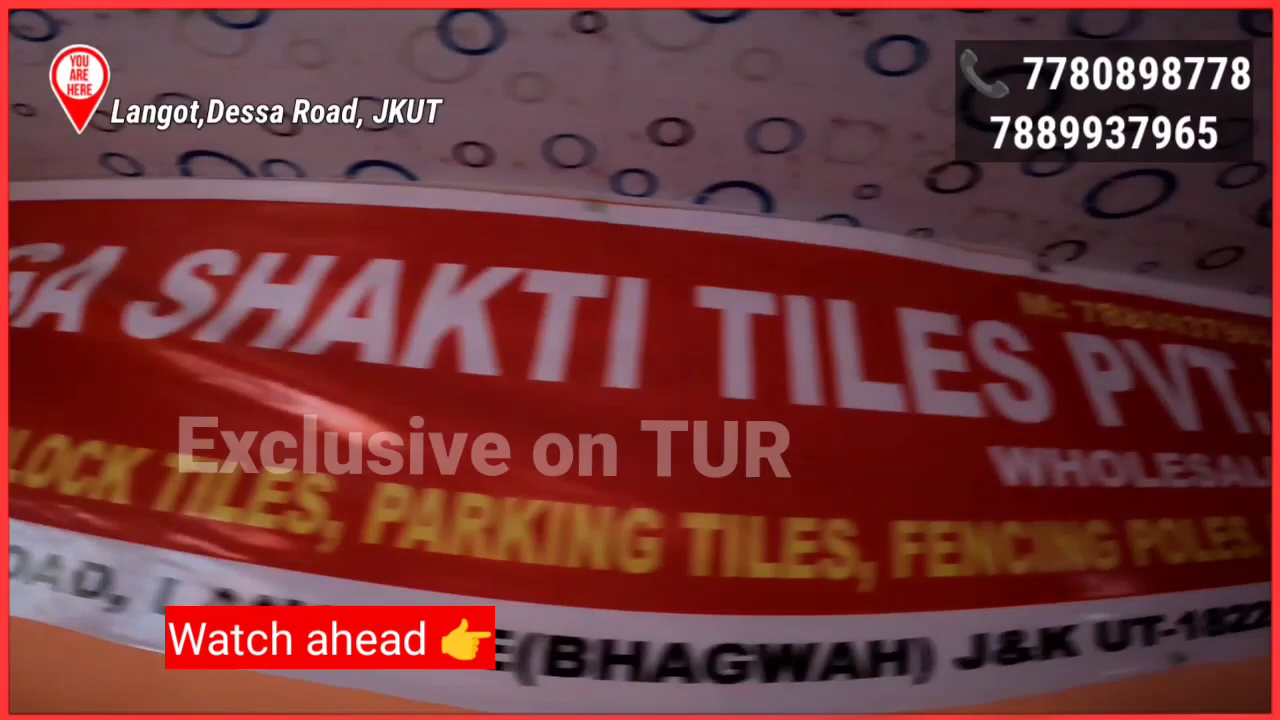 YOU
ARE
HERE
Langot,Dessa Road, JKUT
7780898778
7889937965
GA SHAKTI TILES PVT.
WHOLESAL
Exclusive on TUR
LOCK TILES, PARKING TILES, FENCING POLES.
OAD,
(BHAGWAH) J&K UT-1822
Watch ahead 👉